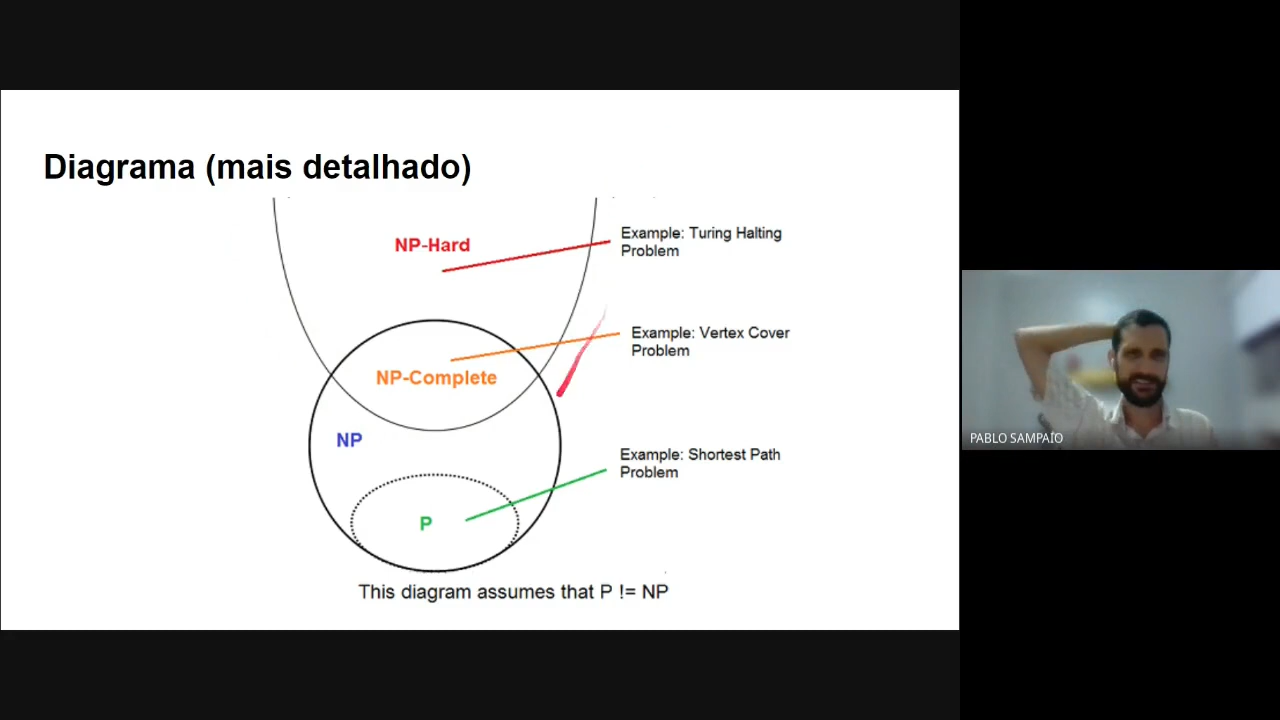 Diagrama (mais detalhado)
NP-Hard
Example: Turing Halting
Problem
Example: Vertex Cover
Problem
NP-Complete
NP
Example: Shortest Path
Problem
P
This diagram assumes that P != NP
PABLO SAMPAIO